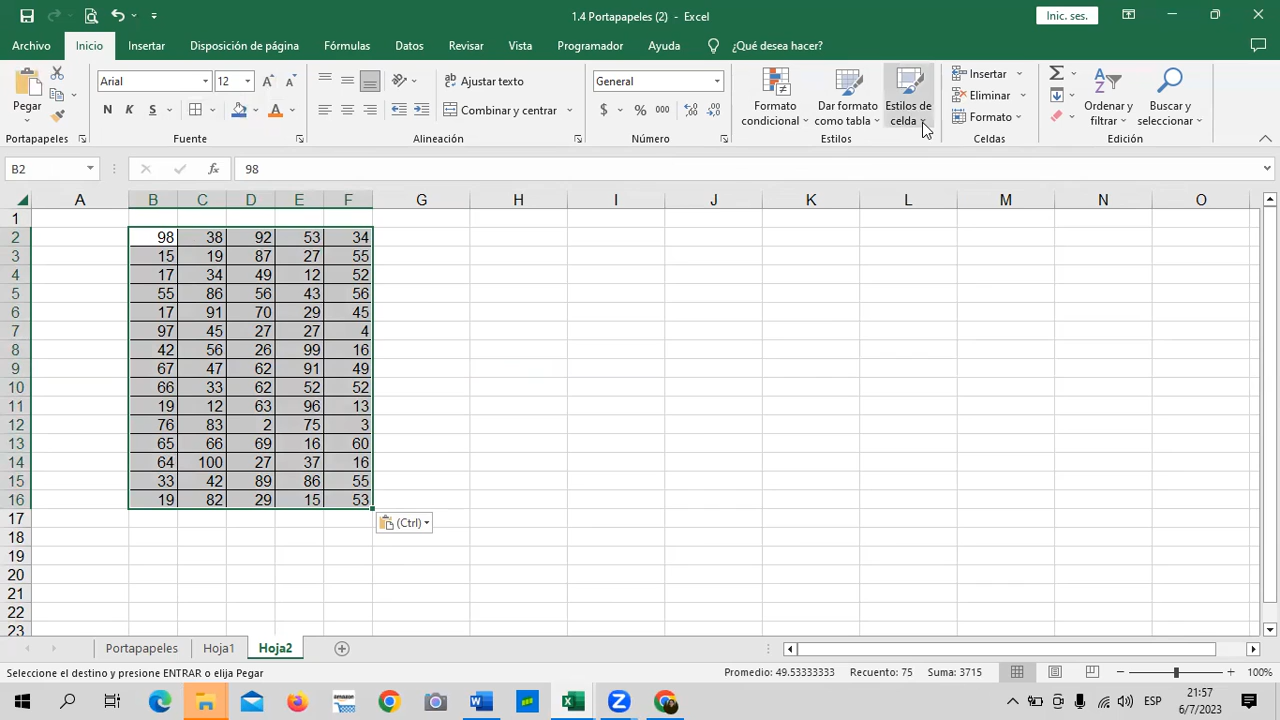 1.4 Portapapeles (2) - Excel
Inic. ses.
Archivo Inicio Insertar Disposición de página Fórmulas Datos Revisar Vista Programador Ayuda ¿Qué desea hacer?
Pegar
Arial 12
Ajustar texto
General
N K S
Combinar y centrar
$ % 000
Formato condicional
Dar formato como tabla
Estilos de celda
Insertar
Eliminar
Formato
Ordenar y filtrar
Buscar y seleccionar
Portapapeles Fuente Alineación Número Estilos Celdas Edición
B2 fx 98
A B C D E F G H I J K L M N O
1
2 98 38 92 53 34
3 15 19 87 27 55
4 17 34 49 12 52
5 55 86 56 43 56
6 17 91 70 29 45
7 97 45 27 27 4
8 42 56 26 99 16
9 67 47 62 91 49
10 66 33 62 52 52
11 19 12 63 96 13
12 76 83 2 75 3
13 65 66 69 16 60
14 64 100 27 37 16
15 33 42 89 86 55
16 19 82 29 15 53
17
(Ctrl)
18
19
20
21
22
23
Portapapeles Hoja1 Hoja2
Seleccione el destino y presione ENTRAR o elija Pegar Promedio: 49.53333333 Recuento: 75 Suma: 3715 100%
ESP
21:57
6/7/2023